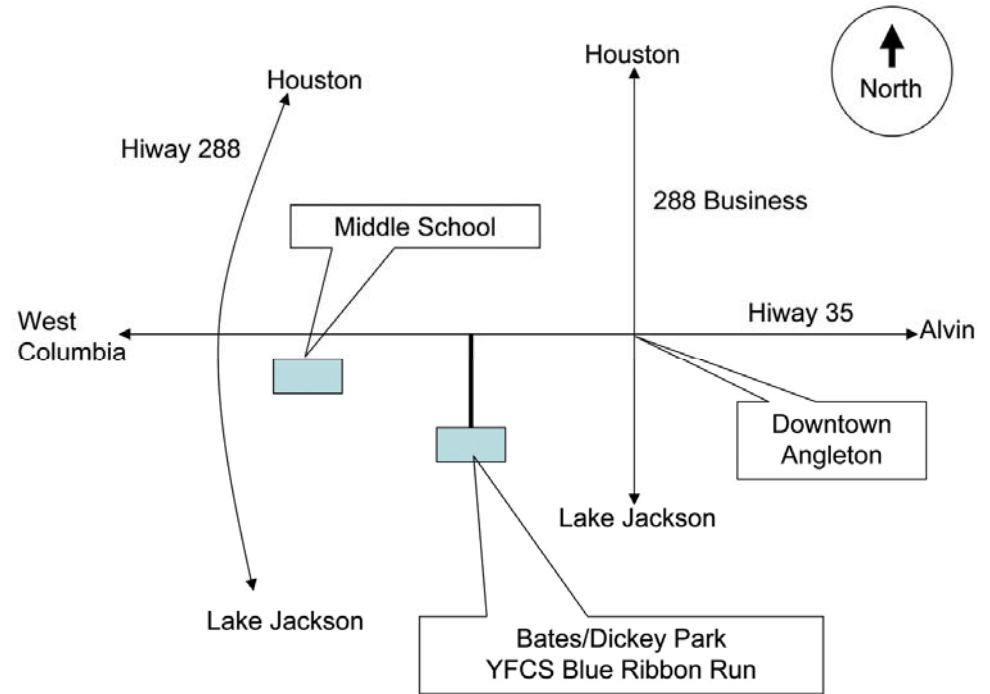 Houston
Houston
North
Hiway 288
288 Business
Middle School
West
Columbia
Hiway 35
Alvin
Downtown
Angleton
Lake Jackson
Lake Jackson
Bates/Dickey Park
YFCS Blue Ribbon Run